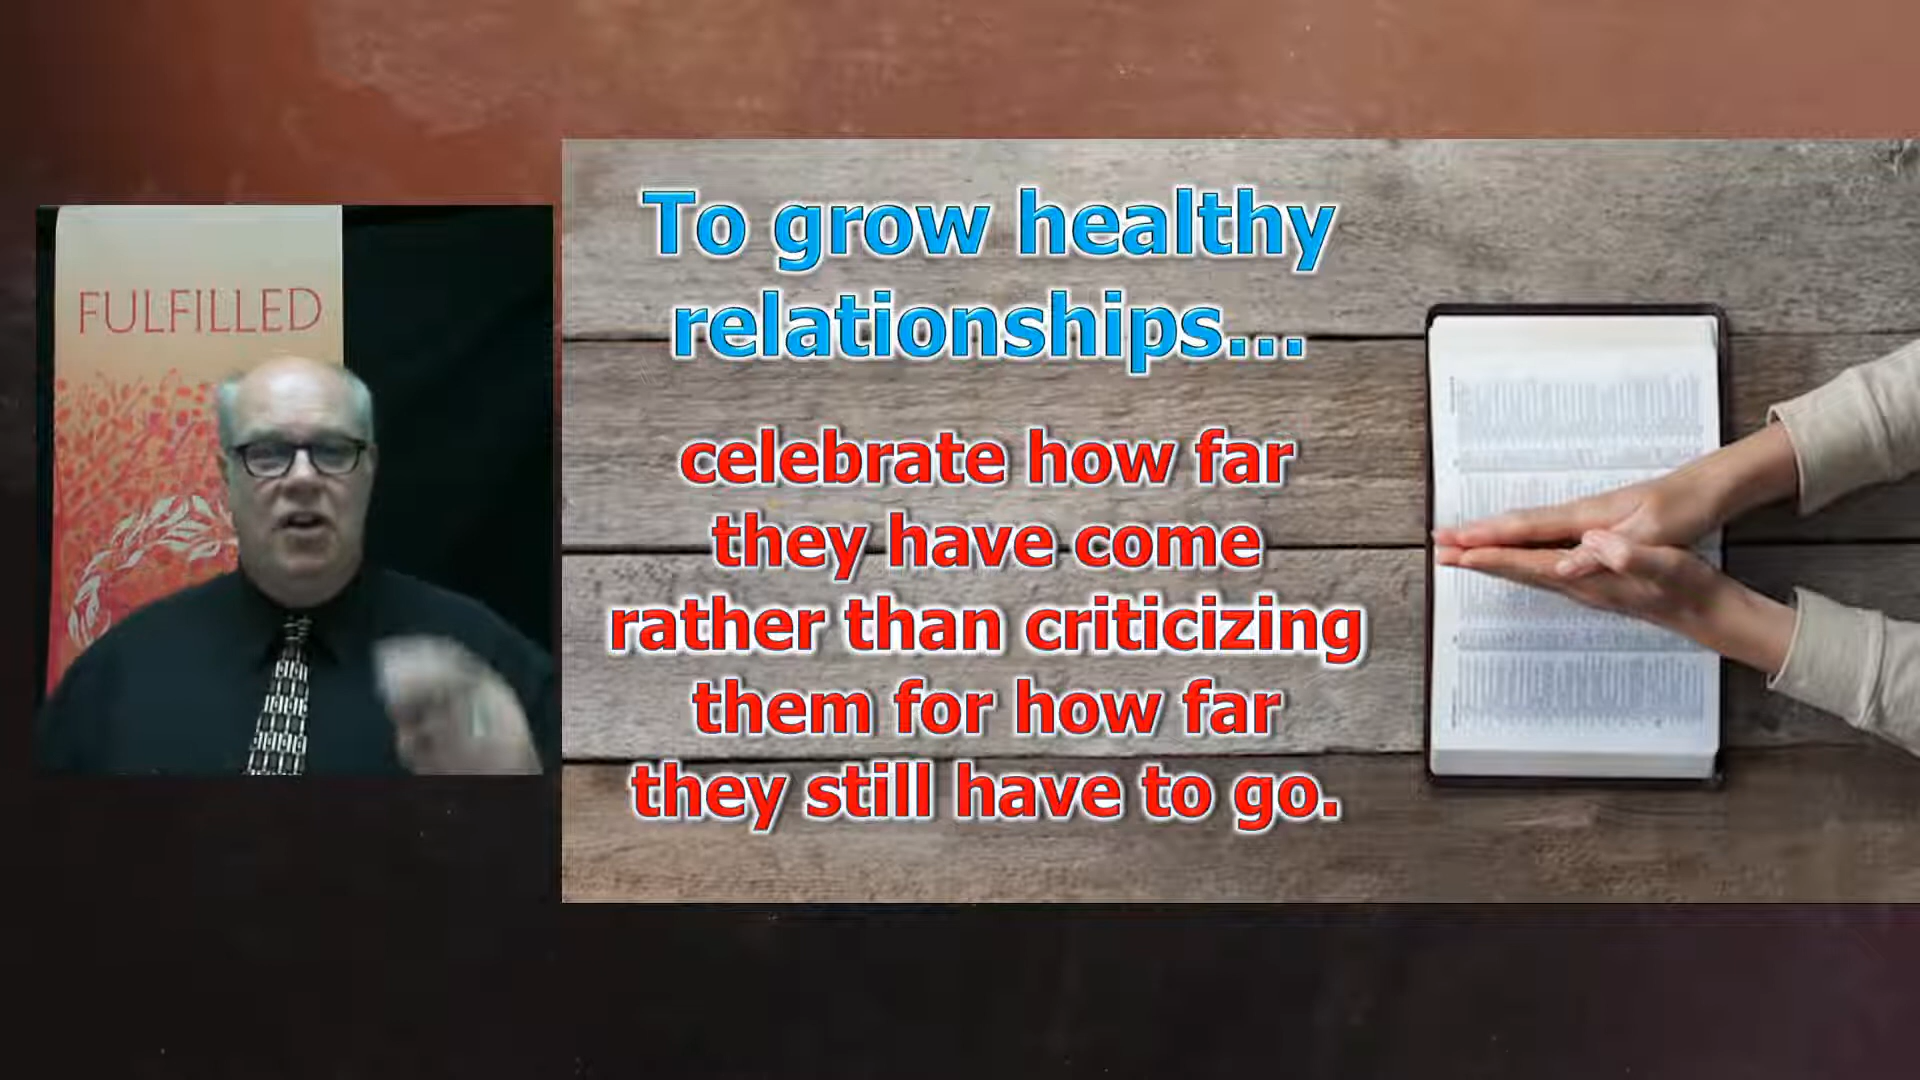 FULFILLED
To grow healthy
relationships...
celebrate how far
they have come
rather than criticizing
them for how far
they still have to go.